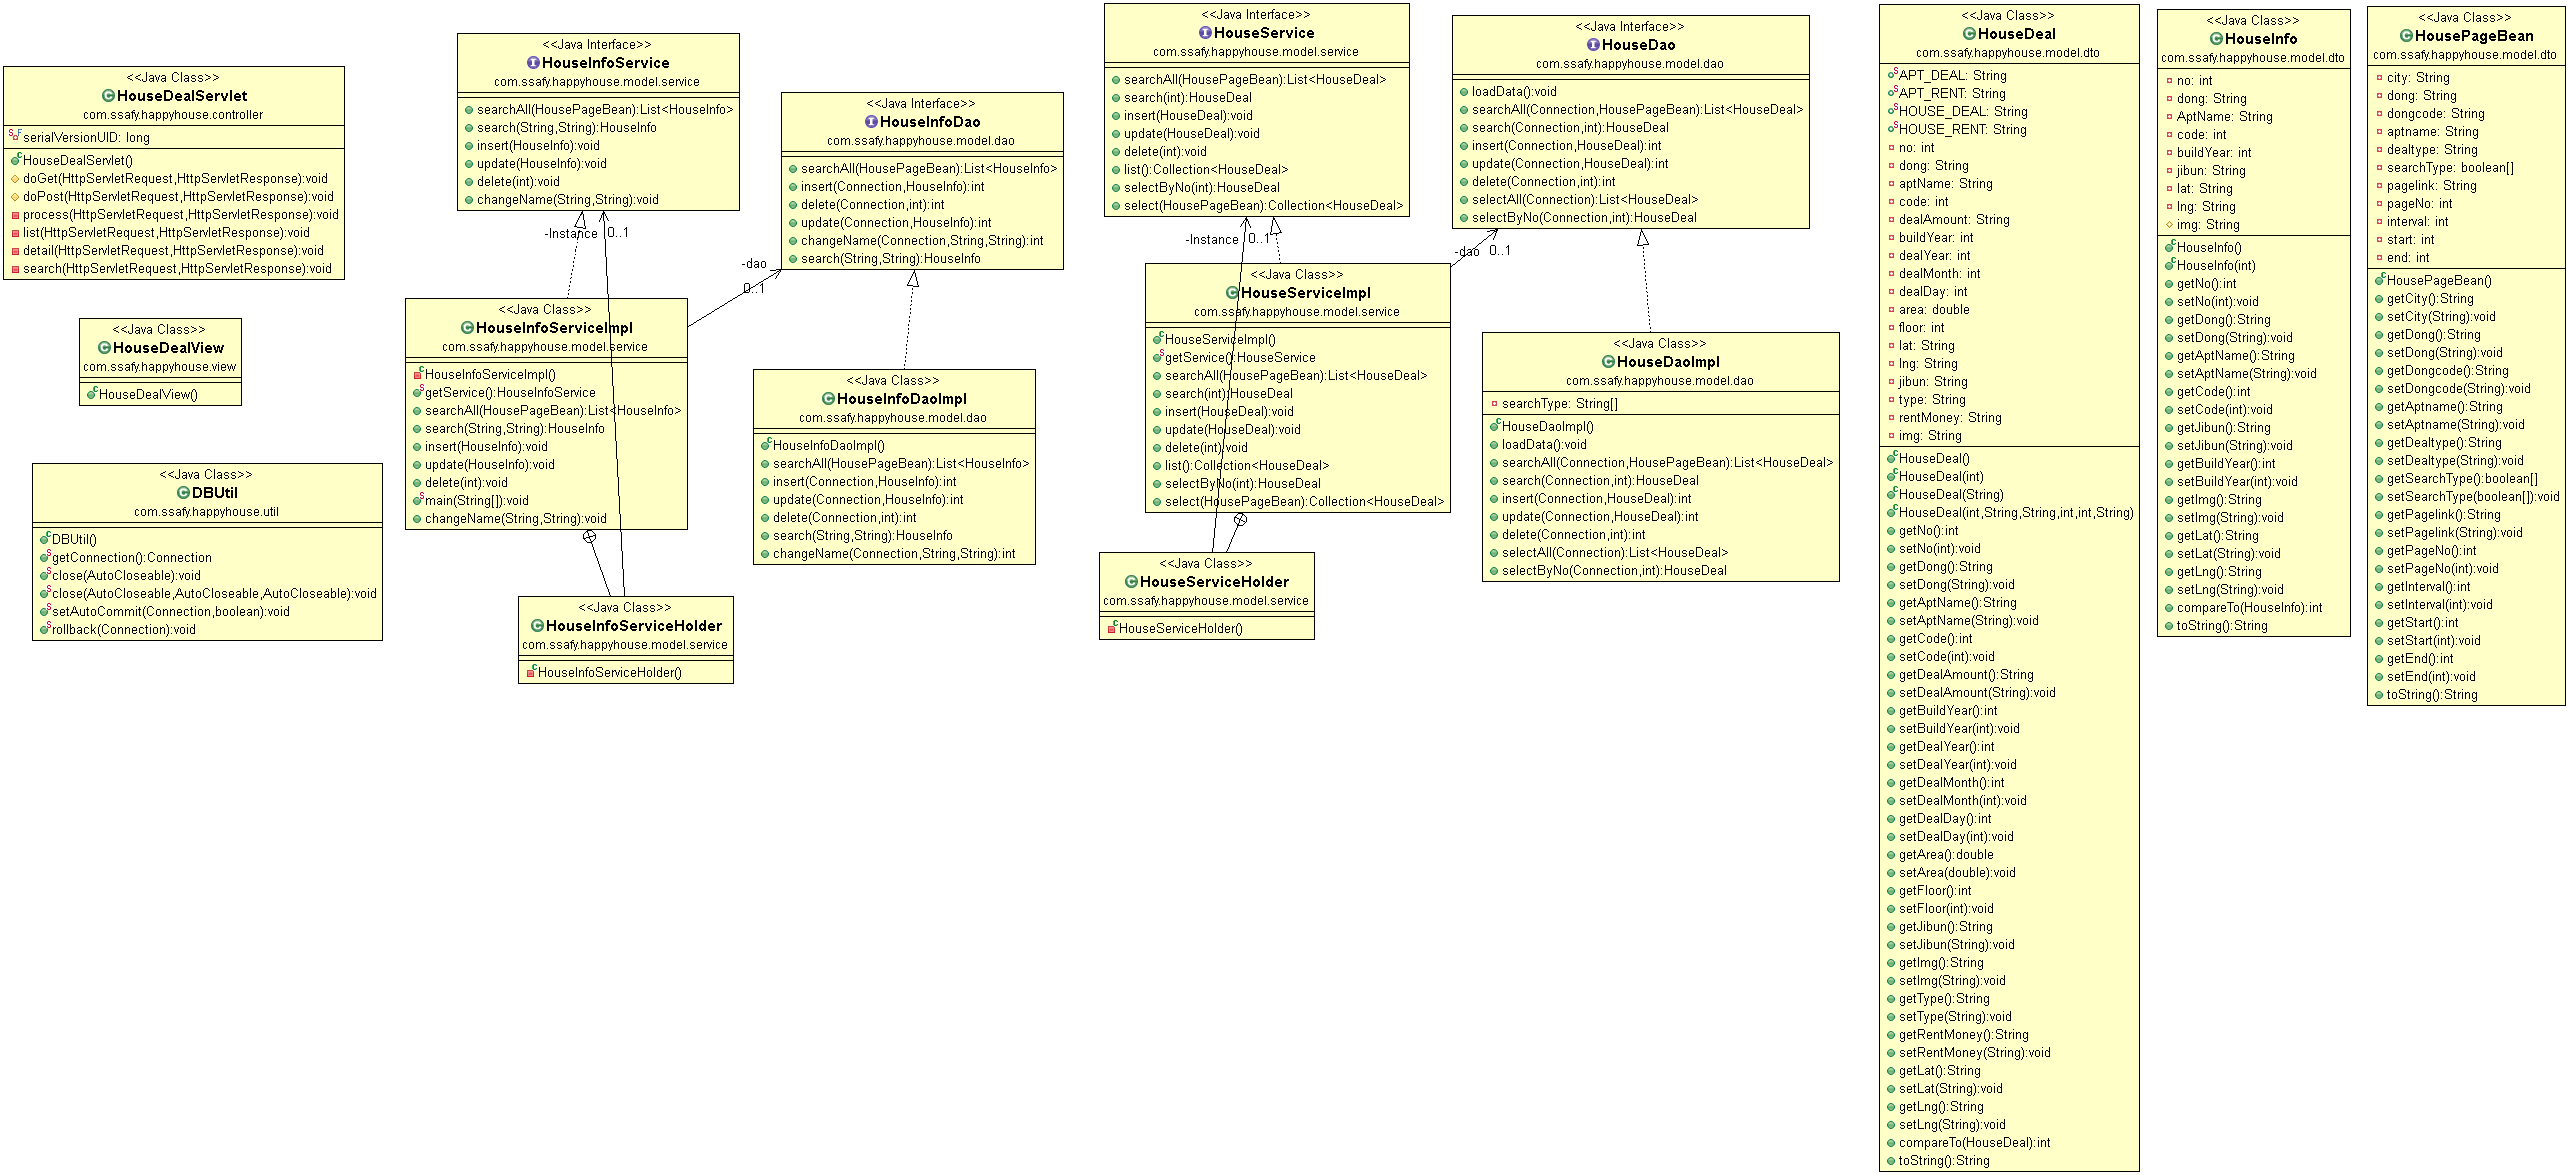 <<Java Class>>
HouseDealServlet
com.ssafy.happyhouse.controller
serialVersionUID: long
HouseDealServlet()
doGet(HttpServletRequest,HttpServletResponse):void
doPost(HttpServletRequest,HttpServletResponse):void
process(HttpServletRequest,HttpServletResponse):void
list(HttpServletRequest,HttpServletResponse):void
detail(HttpServletRequest,HttpServletResponse):void
search(HttpServletRequest,HttpServletResponse):void
<<Java Class>>
HouseDealView
com.ssafy.happyhouse.view
HouseDealView()
<<Java Class>>
DBUtil
com.ssafy.happyhouse.util
DBUtil()
getConnection():Connection
close(AutoCloseable):void
close(AutoCloseable,AutoCloseable,AutoCloseable):void
setAutoCommit(Connection,boolean):void
rollback(Connection):void
<<Java Interface>>
HouseInfoService
com.ssafy.happyhouse.model.service
searchAll(HousePageBean):List<HouseInfo>
search(String,String):HouseInfo
insert(HouseInfo):void
update(HouseInfo):void
delete(int):void
changeName(String,String):void
-Instance
0..1
<<Java Class>>
HouseInfoServiceImpl
com.ssafy.happyhouse.model.service
HouseInfoServiceImpl()
getService():HouseInfoService
searchAll(HousePageBean):List<HouseInfo>
search(String,String):HouseInfo
insert(HouseInfo):void
update(HouseInfo):void
delete(int):void
main(String[]):void
changeName(String,String):void
<<Java Class>>
HouseInfoServiceHolder
com.ssafy.happyhouse.model.service
HouseInfoServiceHolder()
-dao
0..1
<<Java Interface>>
HouseInfoDao
com.ssafy.happyhouse.model.dao
searchAll(HousePageBean):List<HouseInfo>
insert(Connection,HouseInfo):int
delete(Connection,int):int
update(Connection,HouseInfo):int
changeName(Connection,String,String):int
search(String,String):HouseInfo
<<Java Class>>
HouseInfoDaoImpl
com.ssafy.happyhouse.model.dao
HouseInfoDaoImpl()
searchAll(HousePageBean):List<HouseInfo>
insert(Connection,HouseInfo):int
update(Connection,HouseInfo):int
delete(Connection,int):int
search(String,String):HouseInfo
changeName(Connection,String,String):int
<<Java Interface>>
HouseService
com.ssafy.happyhouse.model.service
searchAll(HousePageBean):List<HouseDeal>
search(int):HouseDeal
insert(HouseDeal):void
update(HouseDeal):void
delete(int):void
list():Collection<HouseDeal>
selectByNo(int):HouseDeal
select(HousePageBean):Collection<HouseDeal>
-Instance
0..1
<<Java Class>>
HouseServiceImpl
com.ssafy.happyhouse.model.service
HouseServiceImpl()
getService():HouseService
searchAll(HousePageBean):List<HouseDeal>
search(int):HouseDeal
insert(HouseDeal):void
update(HouseDeal):void
delete(int):void
list():Collection<HouseDeal>
selectByNo(int):HouseDeal
select(HousePageBean):Collection<HouseDeal>
<<Java Class>>
HouseServiceHolder
com.ssafy.happyhouse.model.service
HouseServiceHolder()
-dao
0..1
<<Java Interface>>
HouseDao
com.ssafy.happyhouse.model.dao
loadData():void
searchAll(Connection,HousePageBean):List<HouseDeal>
search(Connection,int):HouseDeal
insert(Connection,HouseDeal):int
update(Connection,HouseDeal):int
delete(Connection,int):int
selectAll(Connection):List<HouseDeal>
selectByNo(Connection,int):HouseDeal
<<Java Class>>
HouseDaoImpl
com.ssafy.happyhouse.model.dao
searchType: String[]
HouseDaoImpl()
loadData():void
searchAll(Connection,HousePageBean):List<HouseDeal>
search(Connection,int):HouseDeal
insert(Connection,HouseDeal):int
update(Connection,HouseDeal):int
delete(Connection,int):int
selectAll(Connection):List<HouseDeal>
selectByNo(Connection,int):HouseDeal
<<Java Class>>
HouseDeal
com.ssafy.happyhouse.model.dto
APT_DEAL: String
APT_RENT: String
HOUSE_DEAL: String
HOUSE_RENT: String
no: int
dong: String
aptName: String
code: int
dealAmount: String
buildYear: int
dealYear: int
dealMonth: int
dealDay: int
area: double
floor: int
lat: String
lng: String
jibun: String
type: String
rentMoney: String
img: String
HouseDeal()
HouseDeal(int)
HouseDeal(String)
HouseDeal(int,String,String,int,int,String)
getNo():int
setNo(int):void
getDong():String
setDong(String):void
getAptName():String
setAptName(String):void
getCode():int
setCode(int):void
getDealAmount():String
setDealAmount(String):void
getBuildYear():int
setBuildYear(int):void
getDealYear():int
setDealYear(int):void
getDealMonth():int
setDealMonth(int):void
getDealDay():int
setDealDay(int):void
getArea():double
setArea(double):void
getFloor():int
setFloor(int):void
getJibun():String
setJibun(String):void
getImg():String
setImg(String):void
getType():String
setType(String):void
getRentMoney():String
setRentMoney(String):void
getLat():String
setLat(String):void
getLng():String
setLng(String):void
compareTo(HouseDeal):int
toString():String
<<Java Class>>
HouseInfo
com.ssafy.happyhouse.model.dto
no: int
dong: String
AptName: String
code: int
buildYear: int
jibun: String
lat: String
lng: String
img: String
HouseInfo()
HouseInfo(int)
getNo():int
setNo(int):void
getDong():String
setDong(String):void
getAptName():String
setAptName(String):void
getCode():int
setCode(int):void
getJibun():String
setJibun(String):void
getBuildYear():int
setBuildYear(int):void
getImg():String
setImg(String):void
getLat():String
setLat(String):void
getLng():String
setLng(String):void
compareTo(HouseInfo):int
toString():String
<<Java Class>>
HousePageBean
com.ssafy.happyhouse.model.dto
city: String
dong: String
dongcode: String
aptname: String
dealtype: String
searchType: boolean[]
pagelink: String
pageNo: int
interval: int
start: int
end: int
HousePageBean()
getCity():String
setCity(String):void
getDong():String
setDong(String):void
getDongcode():String
setDongcode(String):void
getAptname():String
setAptname(String):void
getDealtype():String
setDealtype(String):void
getSearchType():boolean[]
setSearchType(boolean[]):void
getPagelink():String
setPagelink(String):void
getPageNo():int
setPageNo(int):void
getInterval():int
setInterval(int):void
getStart():int
setStart(int):void
getEnd():int
setEnd(int):void
toString():String